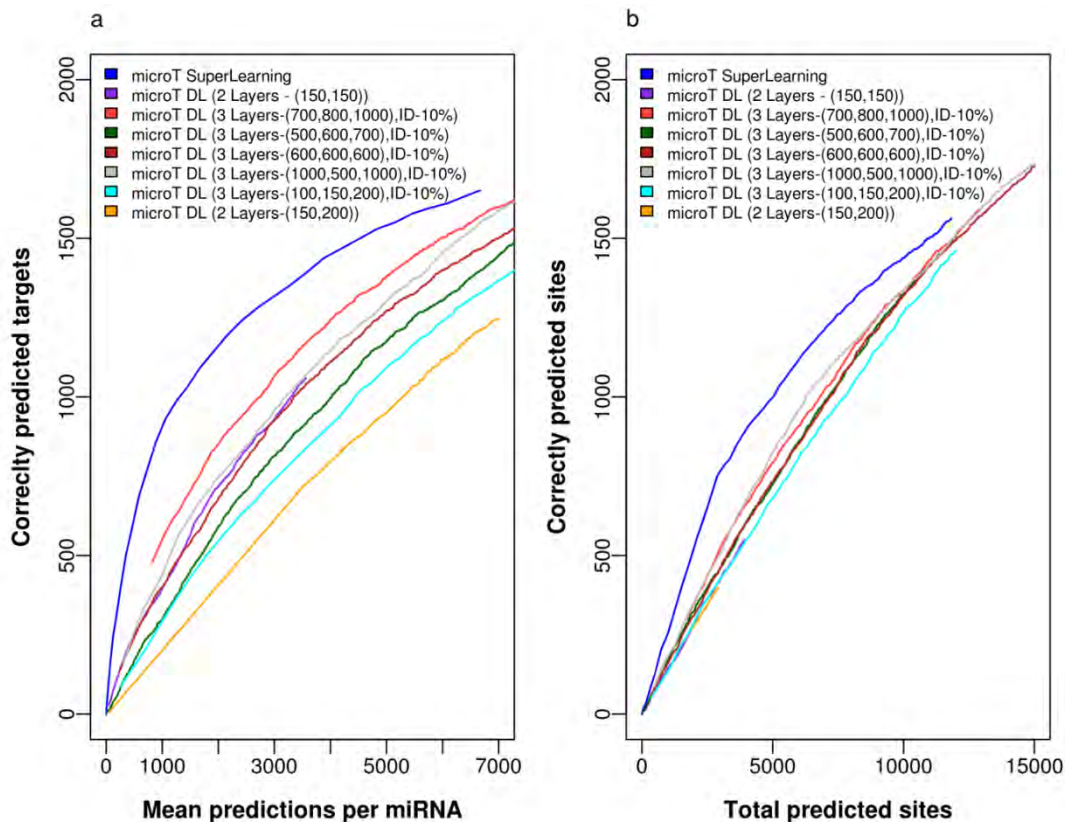 a
microT SuperLearning
microT DL (2 Layers - (150,150))
microT DL (3 Layers-(700,800,1000),ID-10%)
microT DL (3 Layers-(500,600,700),ID-10%)
microT DL (3 Layers-(600,600,600),ID-10%)
microT DL (3 Layers-(1000,500,1000),ID-10%)
microT DL (3 Layers-(100,150,200),ID-10%)
microT DL (2 Layers-(150,200))
Correclty predicted targets
2000
1500
1000
500
0
0
1000
3000
5000
7000
Mean predictions per miRNA
b
microT SuperLearning
microT DL (2 Layers - (150,150))
microT DL (3 Layers-(700,800,1000),ID-10%)
microT DL (3 Layers-(500,600,700),ID-10%)
microT DL (3 Layers-(600,600,600),ID-10%)
microT DL (3 Layers-(1000,500,1000),ID-10%)
microT DL (3 Layers-(100,150,200),ID-10%)
microT DL (2 Layers-(150,200))
Correctly predicted sites
2000
1500
1000
500
0
0
5000
10000
15000
Total predicted sites